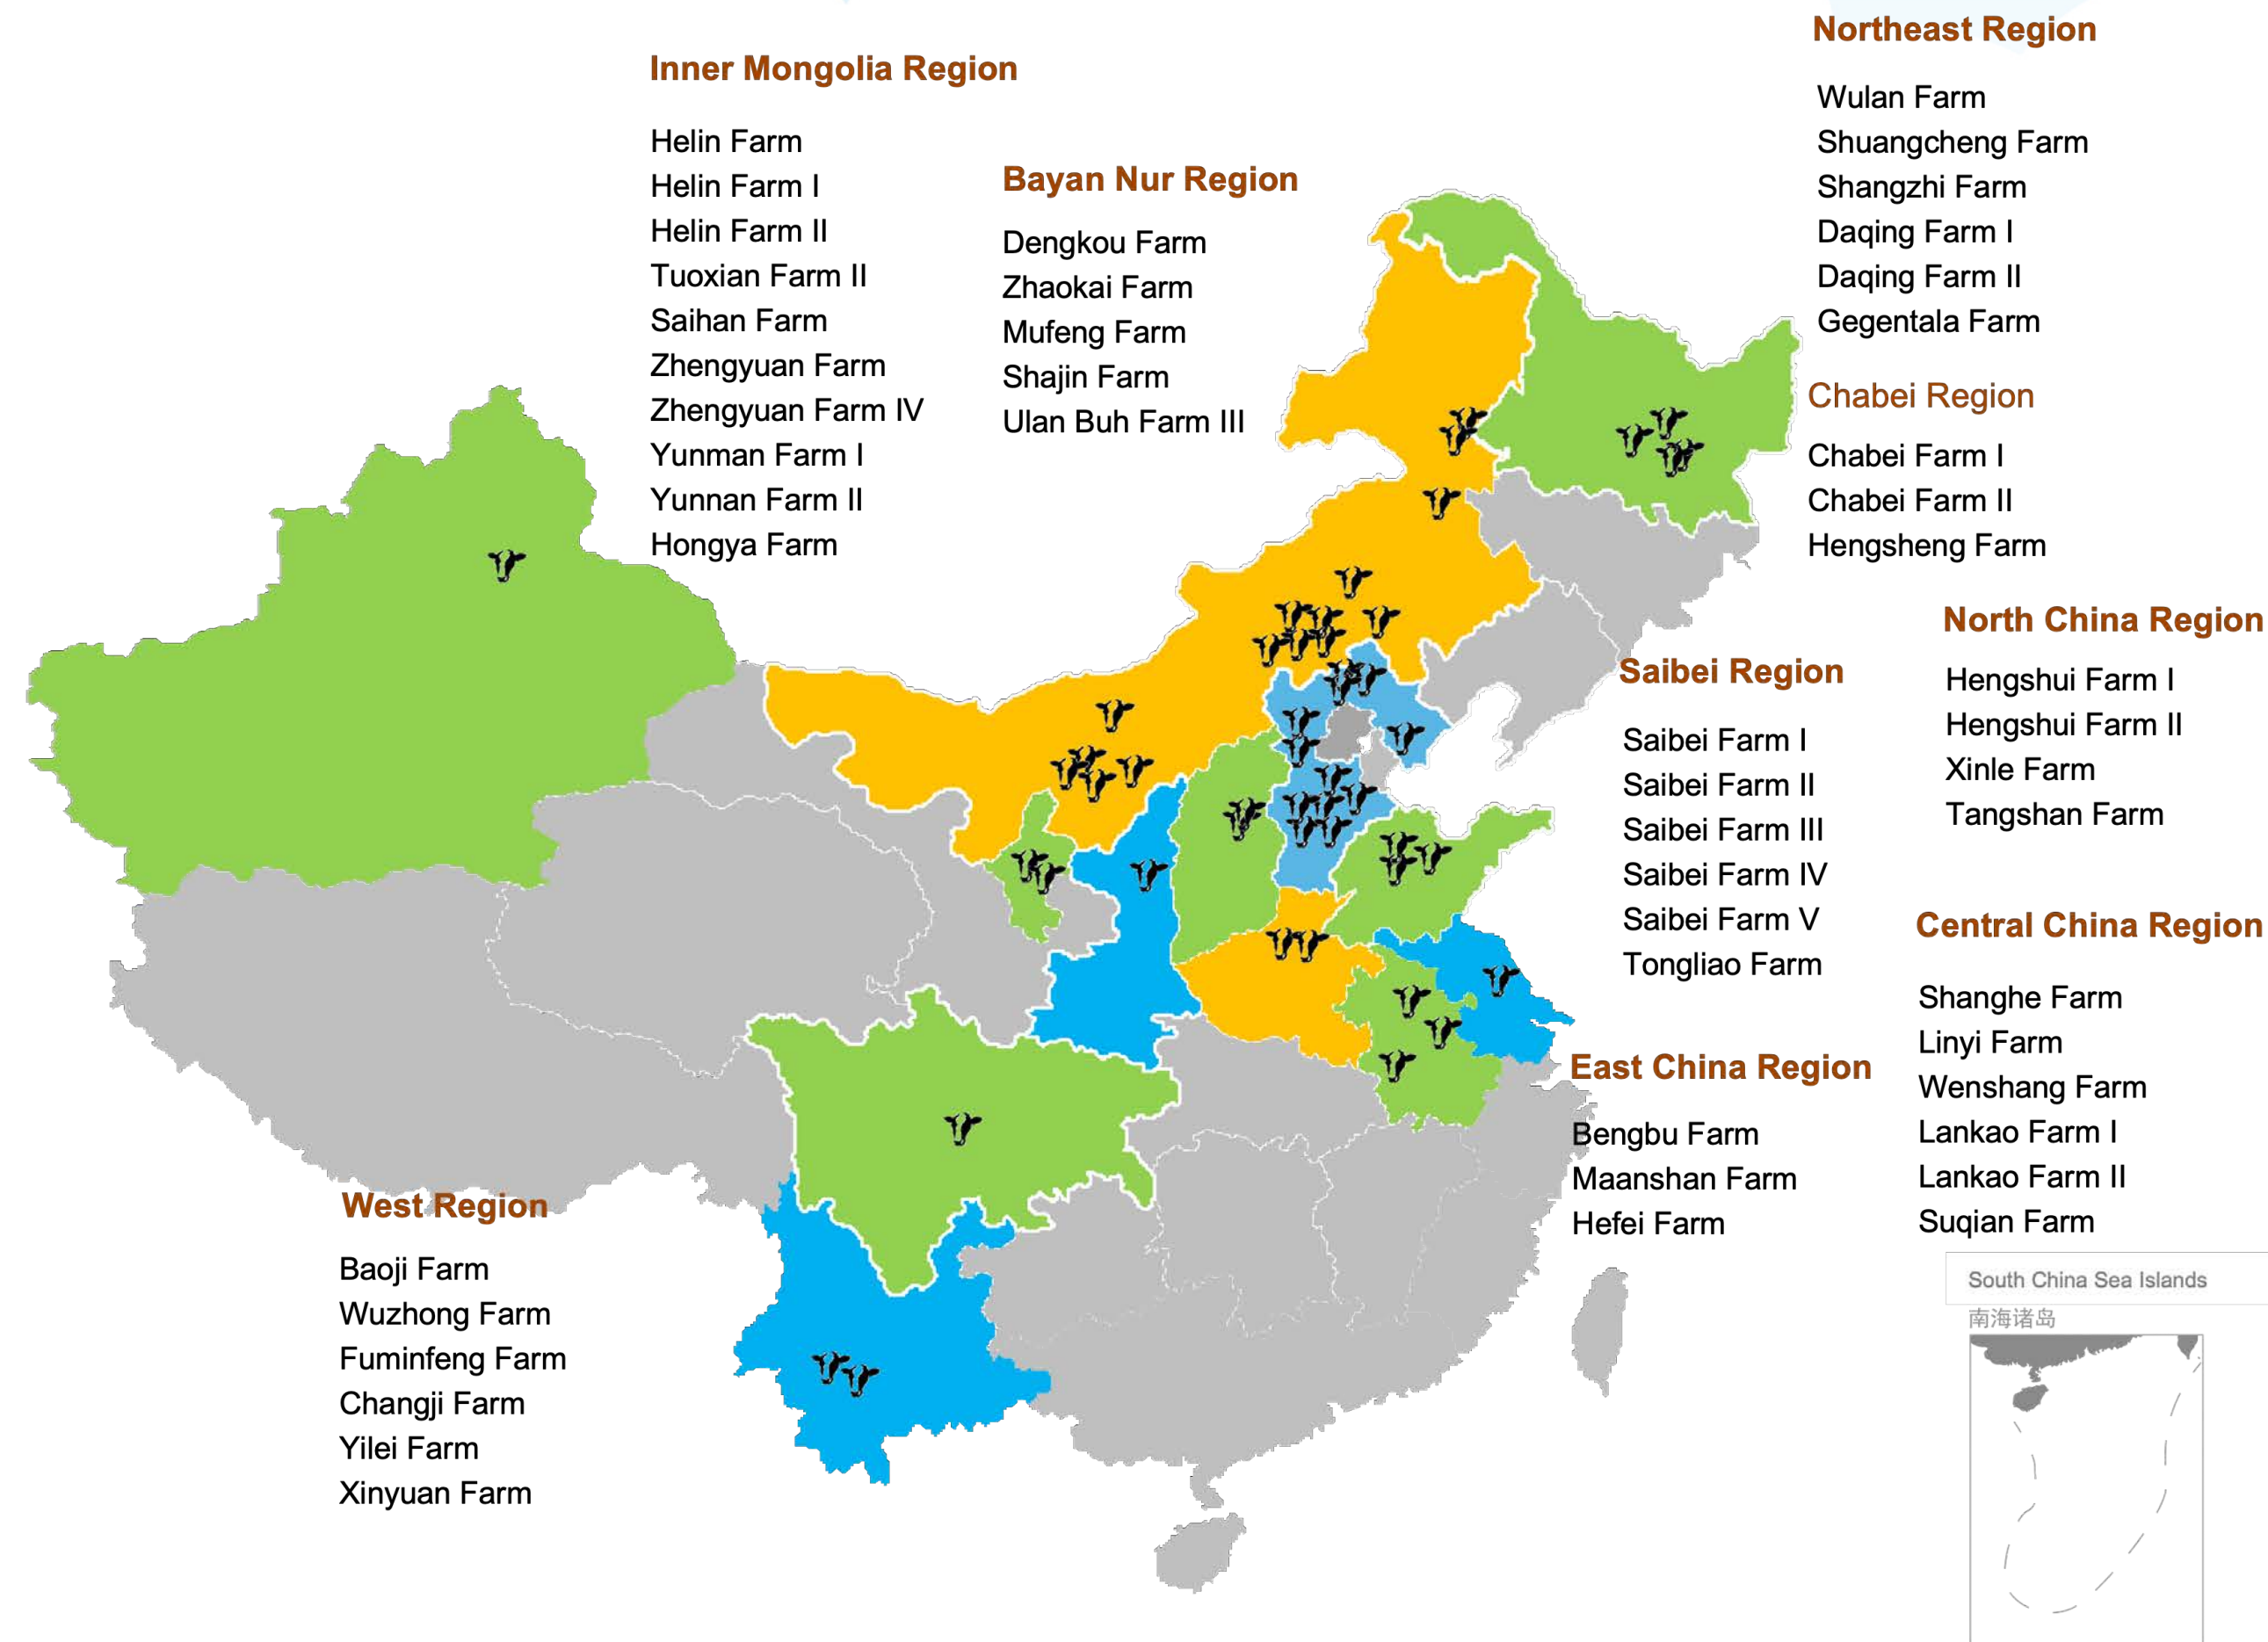 Inner Mongolia Region
Helin Farm
Helin Farm I
Helin Farm II
Tuoxian Farm II
Saihan Farm
Zhengyuan Farm
Zhengyuan Farm IV
Yunman Farm I
Yunnan Farm II
Hongya Farm
Bayan Nur Region
Dengkou Farm
Zhaokai Farm
Mufeng Farm
Shajin Farm
Ulan Buh Farm III
Northeast Region
Wulan Farm
Shuangcheng Farm
Shangzhi Farm
Daqing Farm I
Daqing Farm II
Gegentala Farm
Chabei Region
Chabei Farm I
Chabei Farm II
Hengsheng Farm
North China Region
Hengshui Farm I
Hengshui Farm II
Xinle Farm
Tangshan Farm
Saibei Region
Saibei Farm I
Saibei Farm II
Saibei Farm III
Saibei Farm IV
Saibei Farm V
Tongliao Farm
Central China Region
Shanghe Farm
Linyi Farm
Wenshang Farm
Lankao Farm I
Lankao Farm II
Suqian Farm
East China Region
Bengbu Farm
Maanshan Farm
Hefei Farm
West Region
Baoji Farm
Wuzhong Farm
Fuminfeng Farm
Changji Farm
Yilei Farm
Xinyuan Farm
South China Sea Islands
南海诸岛